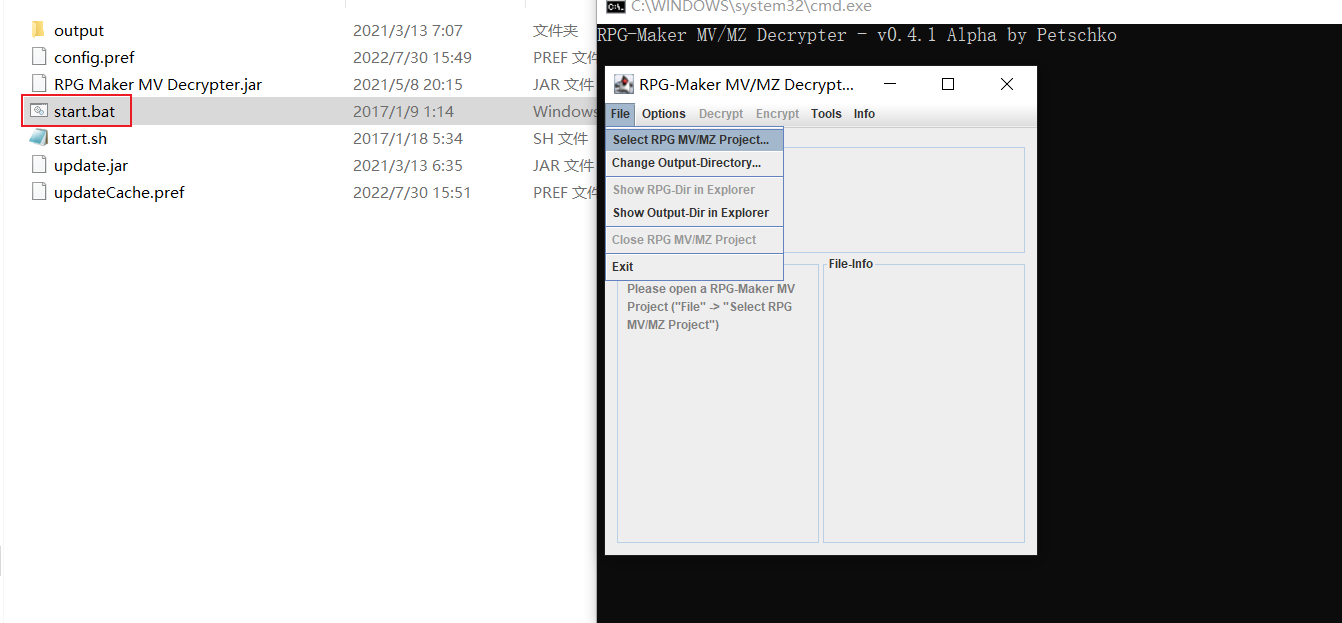 output 2021/3/13 7:07 文件夹
config.pref 2022/7/30 15:49 PREF 文件
RPG Maker MV Decrypter.jar 2021/5/8 20:15 JAR 文件
start.bat 2017/1/9 1:14 Windows
start.sh 2017/1/18 5:34 SH 文件
update.jar 2021/3/13 6:35 JAR 文件
updateCache.pref 2022/7/30 15:51 PREF 文件
C:\WINDOWS\system32\cmd.exe
RPG-Maker MV/MZ Decrypter - v0.4.1 Alpha by Petschko
RPG-Maker MV/MZ Decrypt...
File Options Decrypt Encrypt Tools Info
Select RPG MV/MZ Project...
Change Output-Directory...
Show RPG-Dir in Explorer
Show Output-Dir in Explorer
Close RPG MV/MZ Project
Exit
Please open a RPG-Maker MV
Project ("File" -> "Select RPG
MV/MZ Project")
File-Info